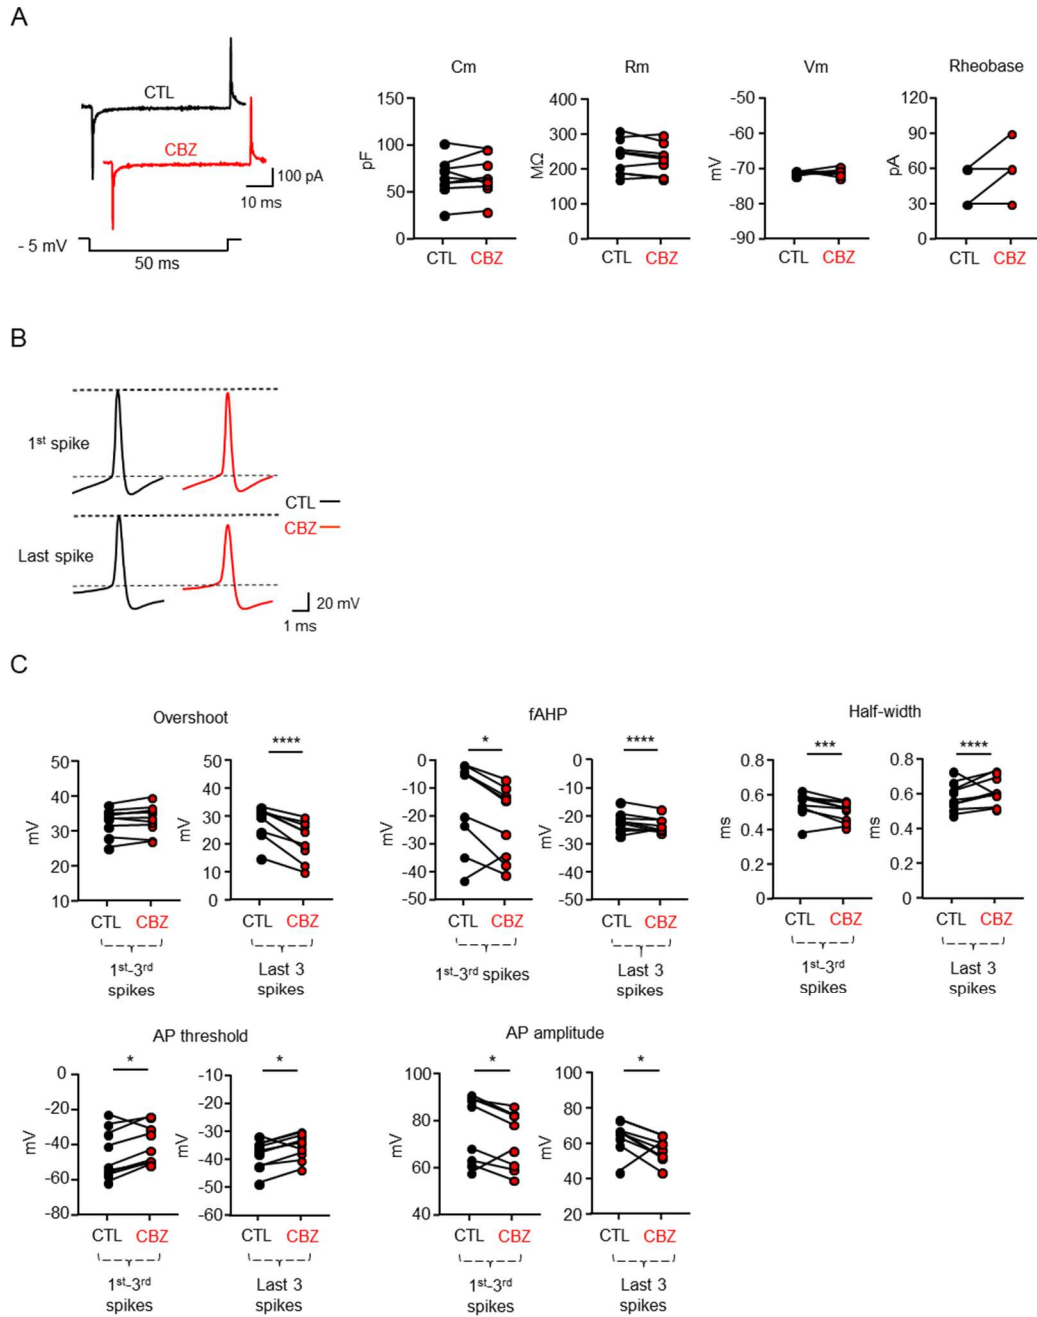 A
CTL
CBZ
100 pA
10 ms
- 5 mV
50 ms
Cm
150
100
50
0
pF
CTL CBZ
Rm
400
300
200
100
0
MΩ
CTL CBZ
Vm
-50
-60
-70
-80
-90
mV
CTL CBZ
Rheobase
120
90
60
30
0
pA
CTL CBZ
B
1st spike
CTL
CBZ
Last spike
20 mV
1 ms
C
Overshoot
50
40
30
20
10
mV
CTL CBZ
1st-3rd
spikes
****
50
40
30
20
10
0
mV
CTL CBZ
Last 3
spikes
fAHP
*
-0
-10
-20
-30
-40
-50
mV
CTL CBZ
1st-3rd spikes
****
-0
-10
-20
-30
-40
-50
mV
CTL CBZ
Last 3
spikes
Half-width
***
0.8
0.6
0.4
0.2
0
ms
CTL CBZ
1st-3rd
spikes
****
0.8
0.6
0.4
0.2
0
ms
CTL CBZ
Last 3
spikes
AP threshold
*
0
-20
-40
-60
-80
mV
CTL CBZ
1st-3rd
spikes
*
-10
-20
-30
-40
-50
-60
mV
CTL CBZ
Last 3
spikes
AP amplitude
*
100
80
60
40
mV
CTL CBZ
1st-3rd
spikes
*
100
80
60
40
20
mV
CTL CBZ
Last 3
spikes